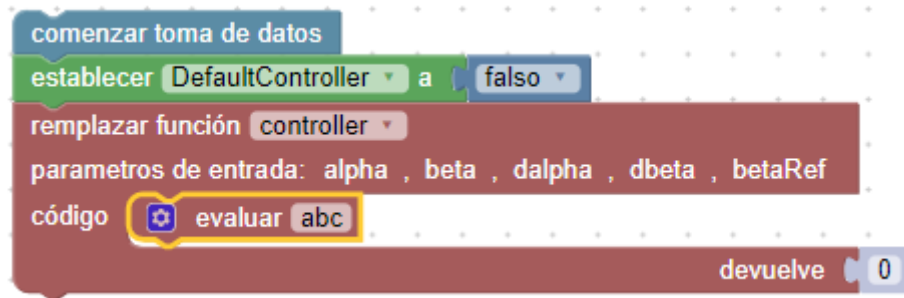 comenzar toma de datos
establecer DefaultController a falso
remplazar función controller
parametros de entrada: alpha , beta , dalpha , dbeta , betaRef
código evaluar abc
devuelve 0